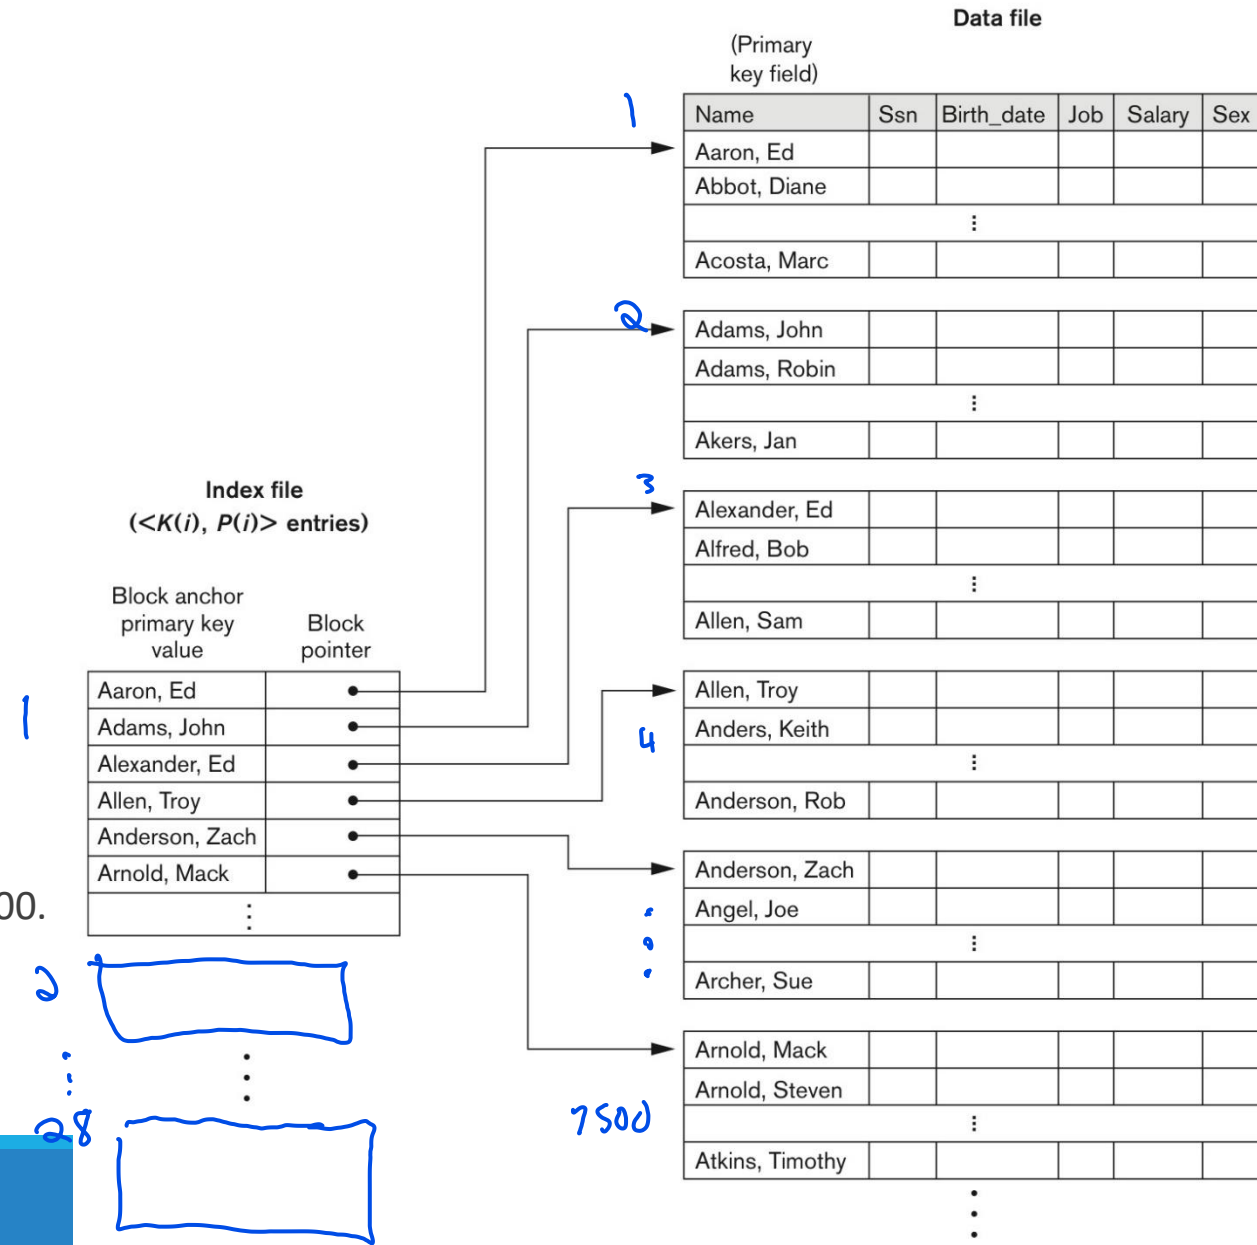 Data file
(Primary
key field)
1
Name Ssn Birth_date Job Salary Sex
Aaron, Ed
Abbot, Diane
Acosta, Marc
2
Adams, John
Adams, Robin
Akers, Jan
3
Alexander, Ed
Alfred, Bob
Allen, Sam
Allen, Troy
4
Anders, Keith
Anderson, Rob
Anderson, Zach
Angel, Joe
Archer, Sue
Arnold, Mack
Arnold, Steven
7500
Atkins, Timothy
Index file
(<K(i), P(i)> entries)
Block anchor
primary key
value
Block
pointer
1
Aaron, Ed
Adams, John
Alexander, Ed
Allen, Troy
Anderson, Zach
Arnold, Mack
00.
2
28